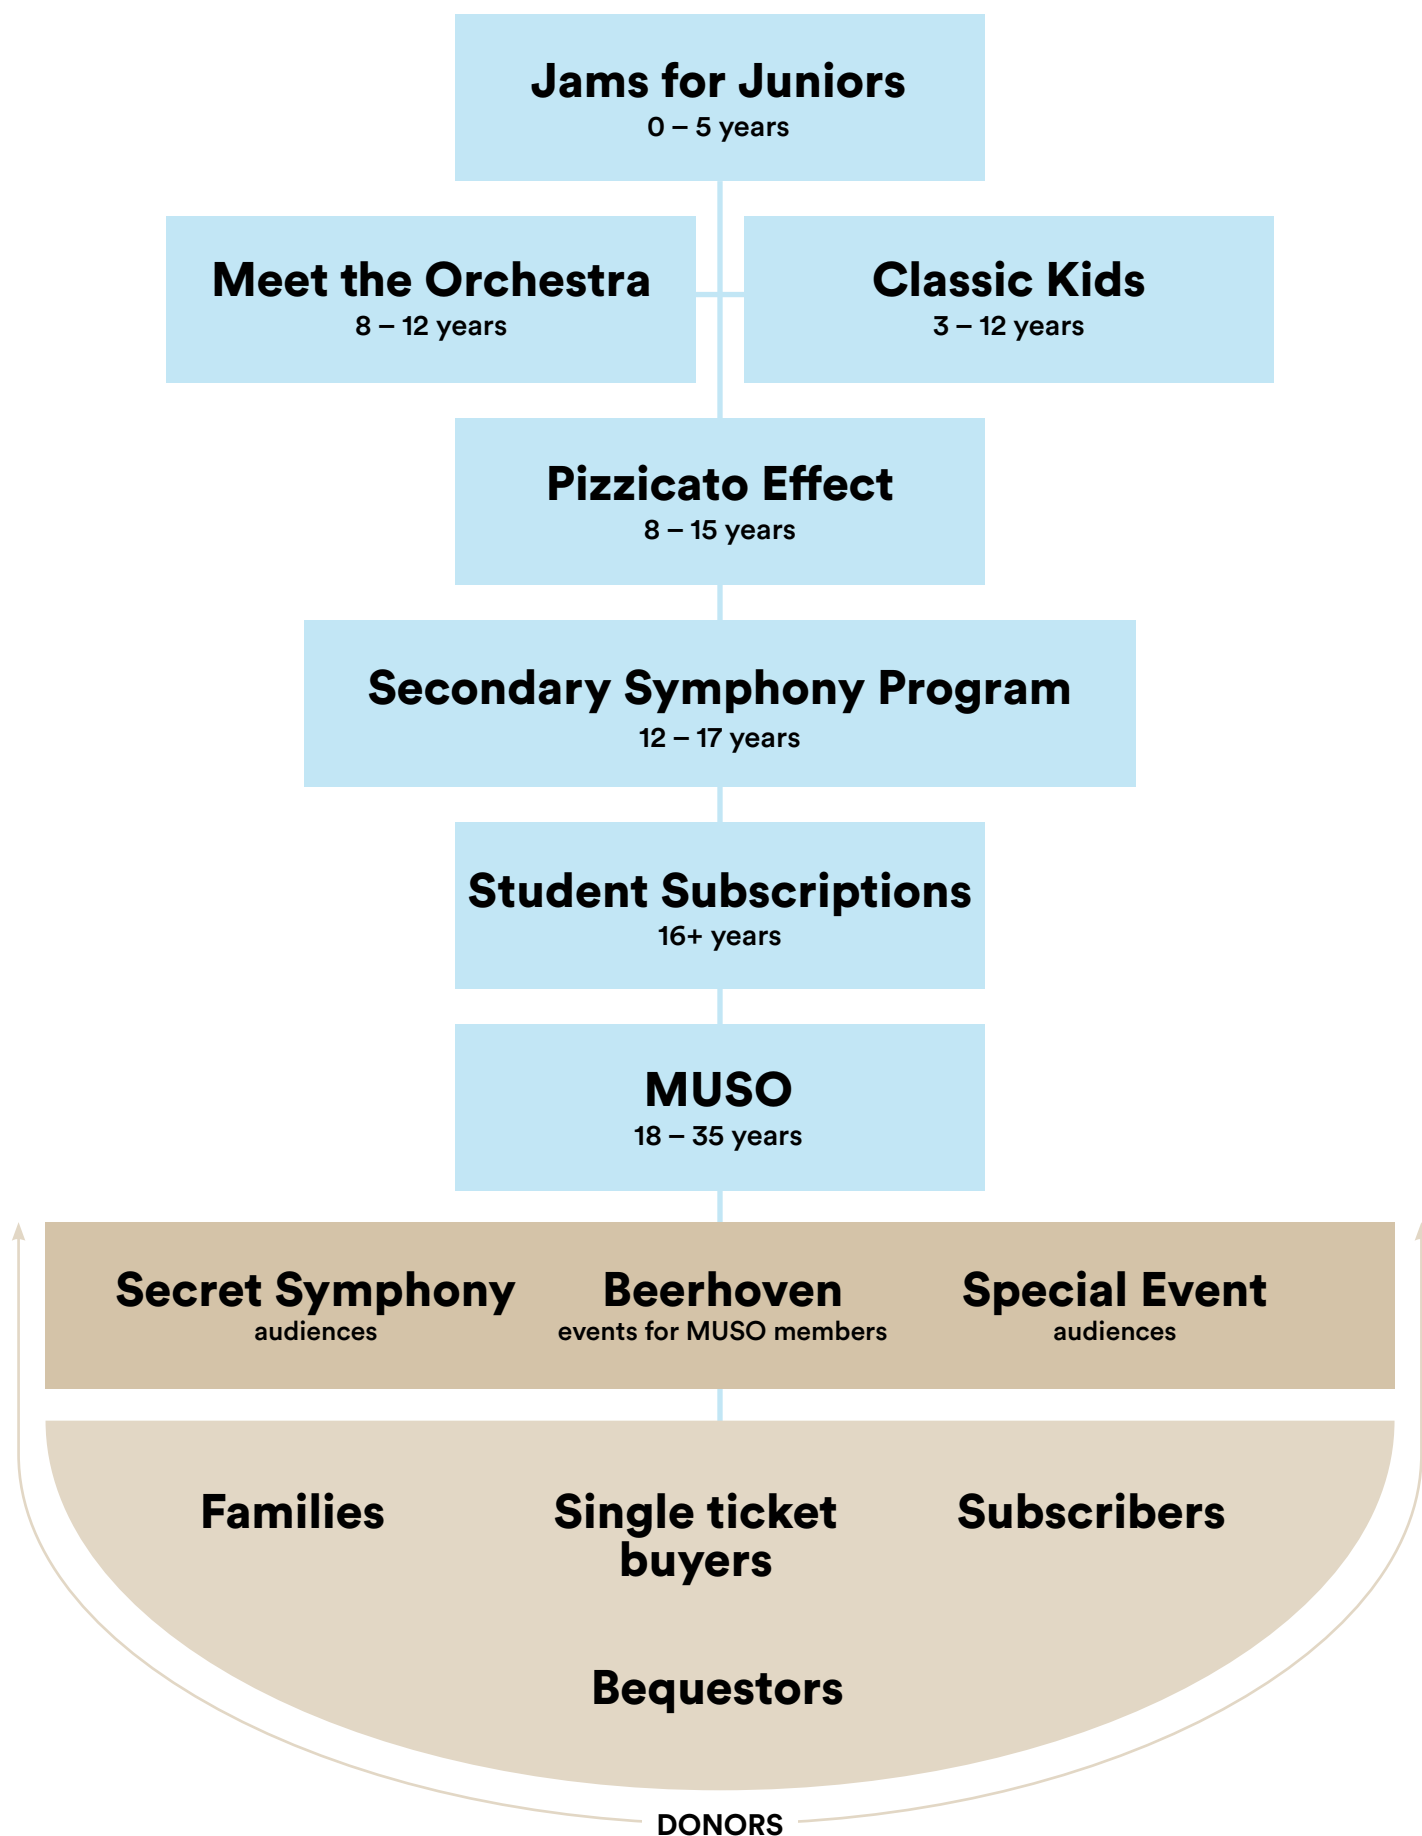 Jams for Juniors
0 – 5 years
Meet the Orchestra
8 – 12 years
Classic Kids
3 – 12 years
Pizzicato Effect
8 – 15 years
Secondary Symphony Program
12 – 17 years
Student Subscriptions
16+ years
MUSO
18 – 35 years
Secret Symphony
audiences
Beerhoven
events for MUSO members
Special Event
audiences
Families
Single ticket
buyers
Subscribers
Bequestors
DONORS